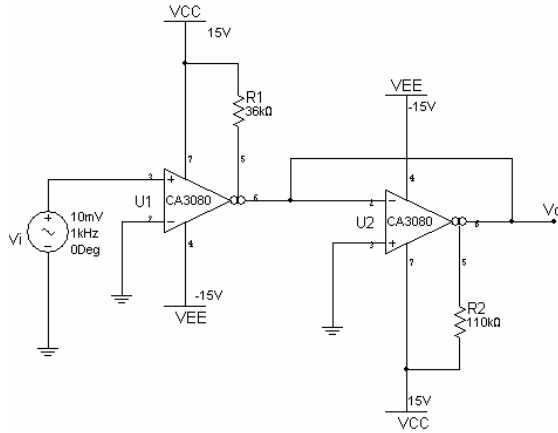 VCC
15V
R1
36kΩ
7
5
3
CA3080
6
U1
2
4
-15V
VEE
10mV
1kHz
0Deg
Vi
VEE
-15V
4
2
CA3080
6
U2
3
7
5
R2
110kΩ
15V
VCC